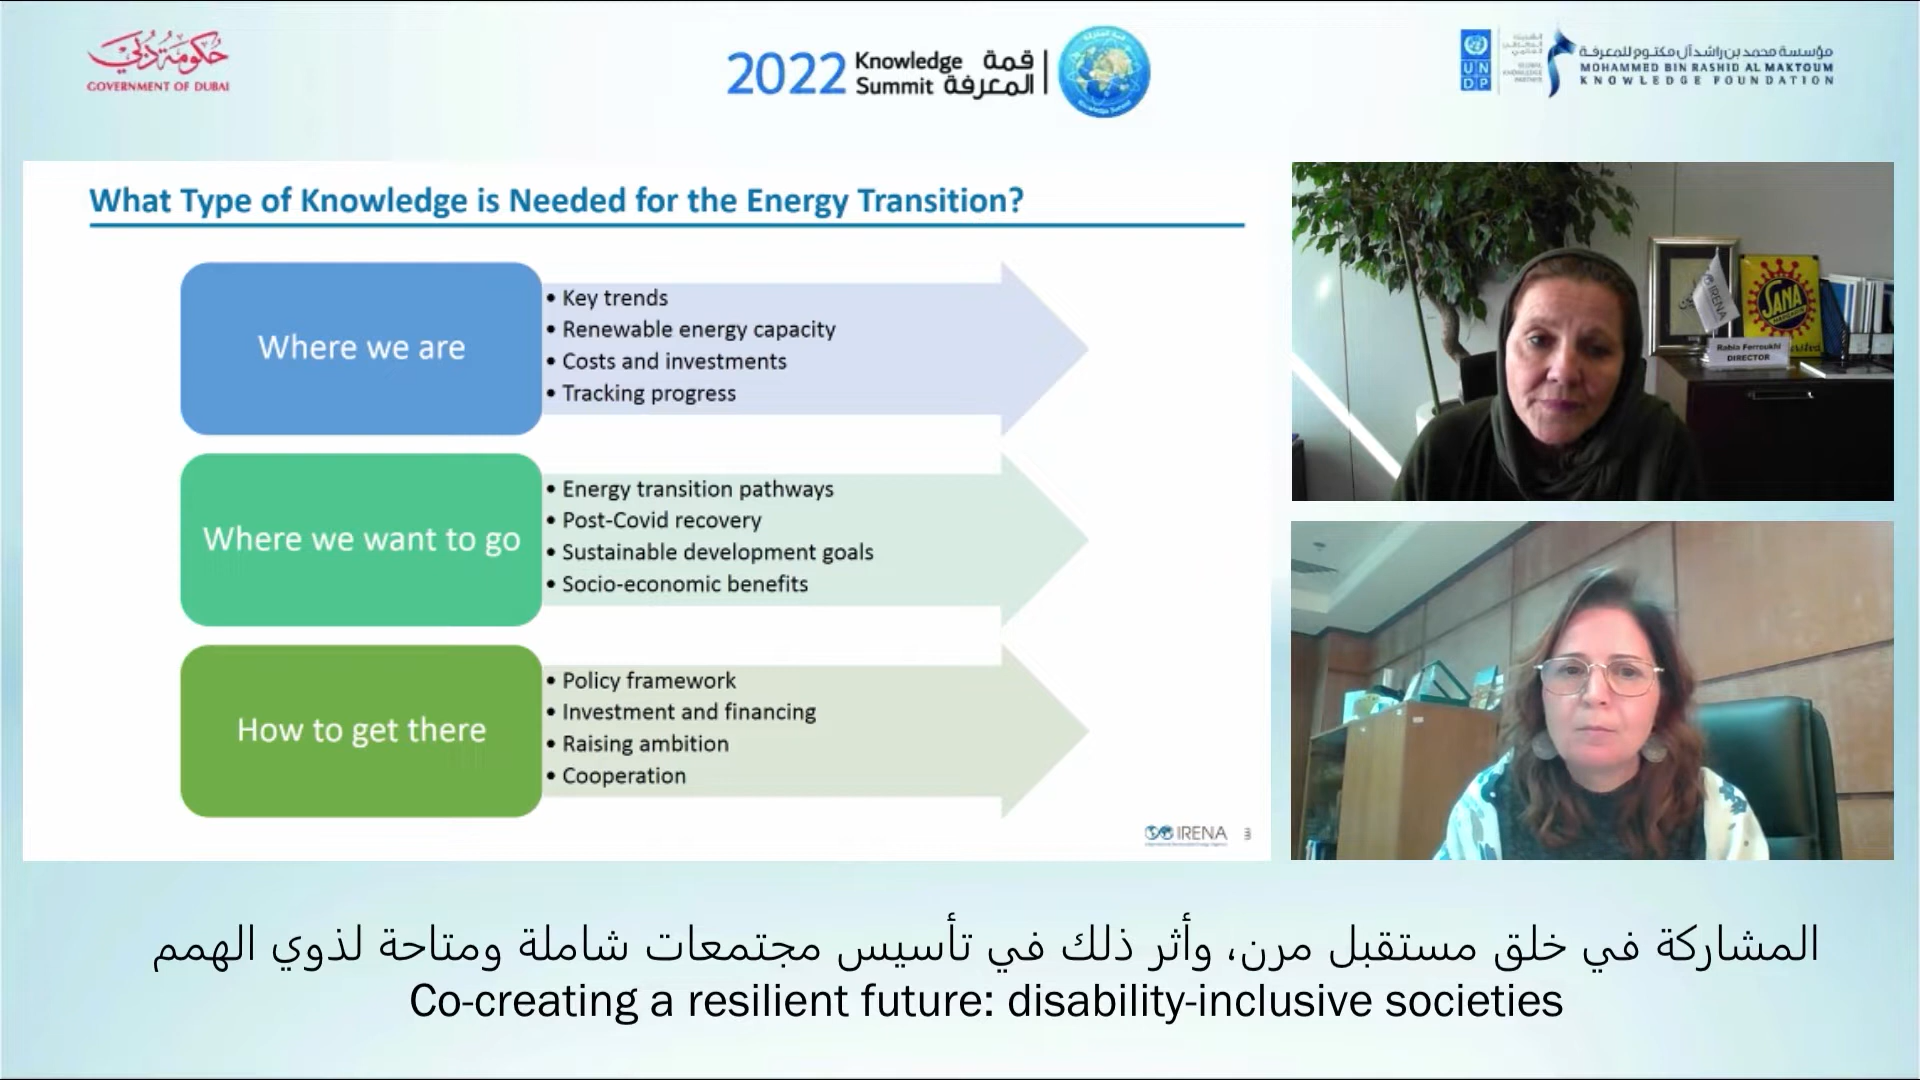 حكومة دبي
GOVERNMENT OF DUBAI
2022 Knowledge Summit
قمة المعرفة
UNDP
مؤسسة محمد بن راشد آل مكتوم للمعرفة
MOHAMMED BIN RASHID AL MAKTOUM
KNOWLEDGE FOUNDATION
What Type of Knowledge is Needed for the Energy Transition?
Where we are
• Key trends
• Renewable energy capacity
• Costs and investments
• Tracking progress
Where we want to go
• Energy transition pathways
• Post-Covid recovery
• Sustainable development goals
• Socio-economic benefits
How to get there
• Policy framework
• Investment and financing
• Raising ambition
• Cooperation
IRENA
3
IRENA
SANA
Rabia Ferroukhi
DIRECTOR
المشاركة في خلق مستقبل مرن، وأثر ذلك في تأسيس مجتمعات شاملة ومتاحة لذوي الهمم
Co-creating a resilient future: disability-inclusive societies